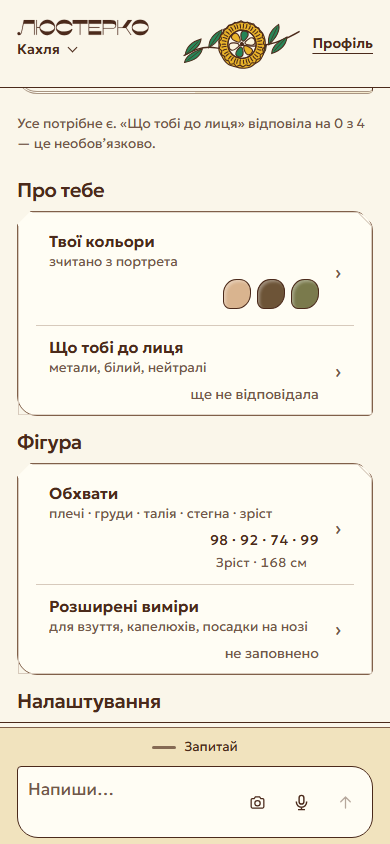 ЛЮСТЕРКО
Кахля
Профіль
Усе потрібне є. «Що тобі до лиця» відповіла на 0 з 4
— це необов’язково.
Про тебе
Твої кольори
зчитано з портрета
Що тобі до лиця
метали, білий, нейтралі
ще не відповідала
Фігура
Обхвати
плечі · груди · талія · стегна · зріст
98 · 92 · 74 · 99
Зріст · 168 см
Розширені виміри
для взуття, капелюхів, посадки на нозі
не заповнено
Налаштування
Запитай
Напиши...